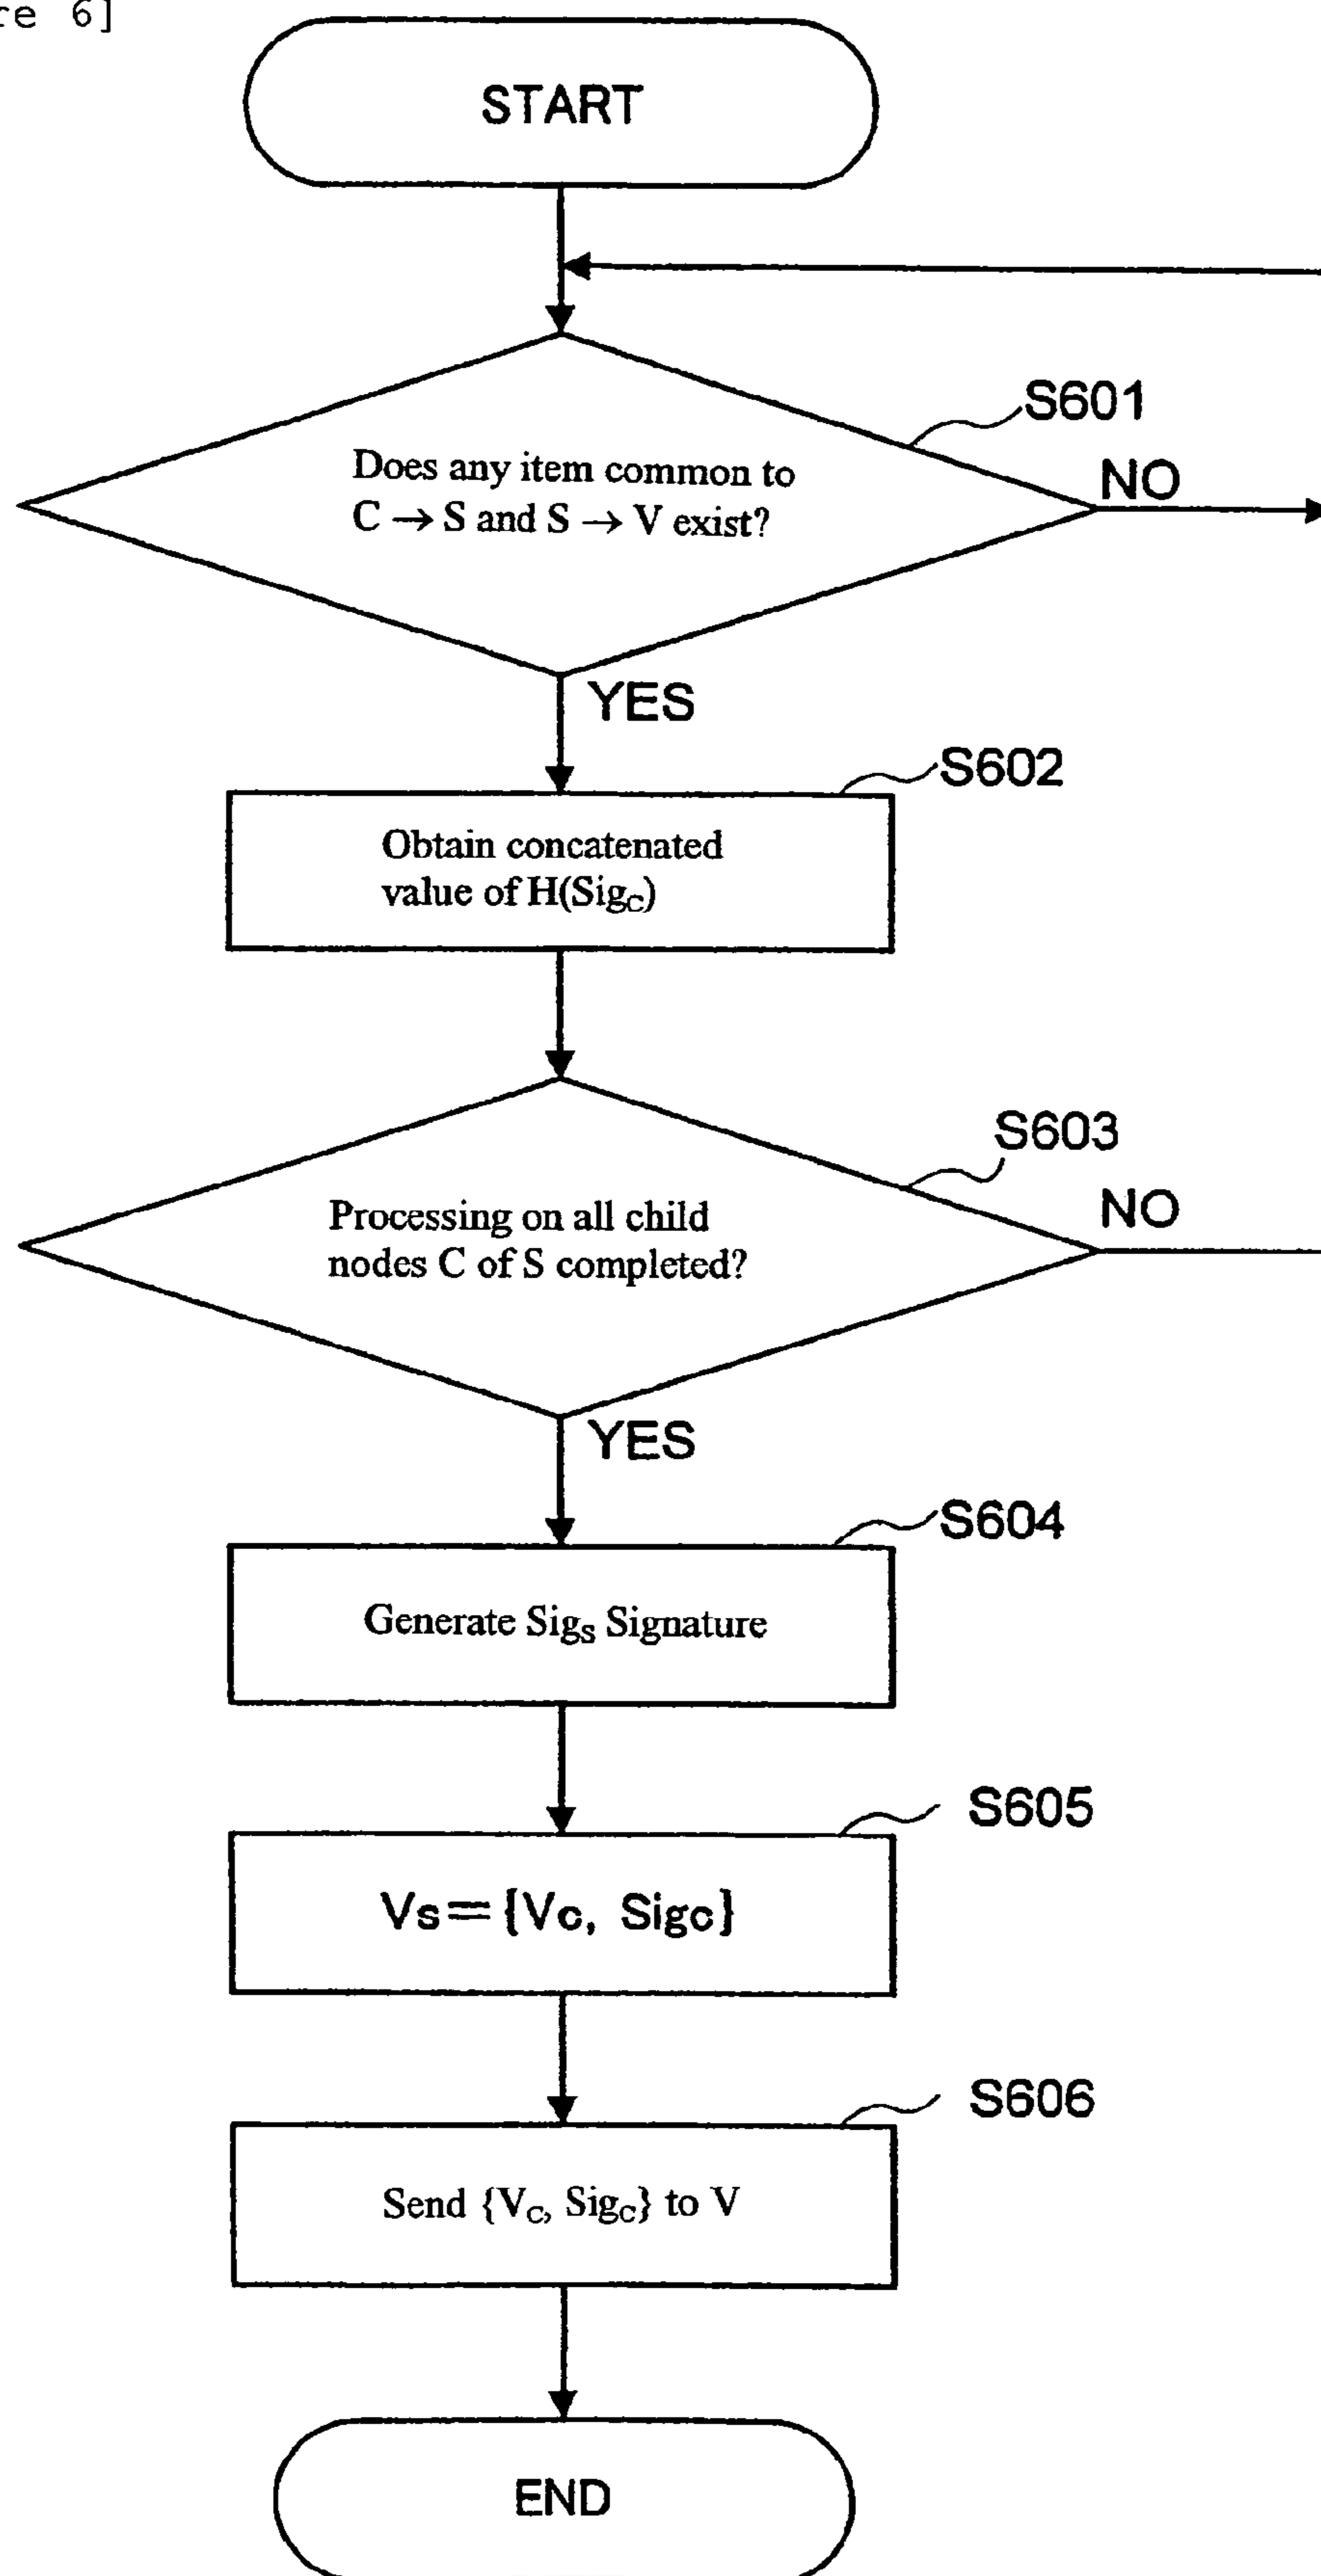 re 6]
START
S601
Does any item common to
C → S and S → V exist?
NO
YES
S602
Obtain concatenated
value of H(Sigc)
S603
Processing on all child
nodes C of S completed?
NO
YES
S604
Generate Sigs Signature
S605
Vs={Vc, Sigc}
S606
Send {Vc, Sigc} to V
END